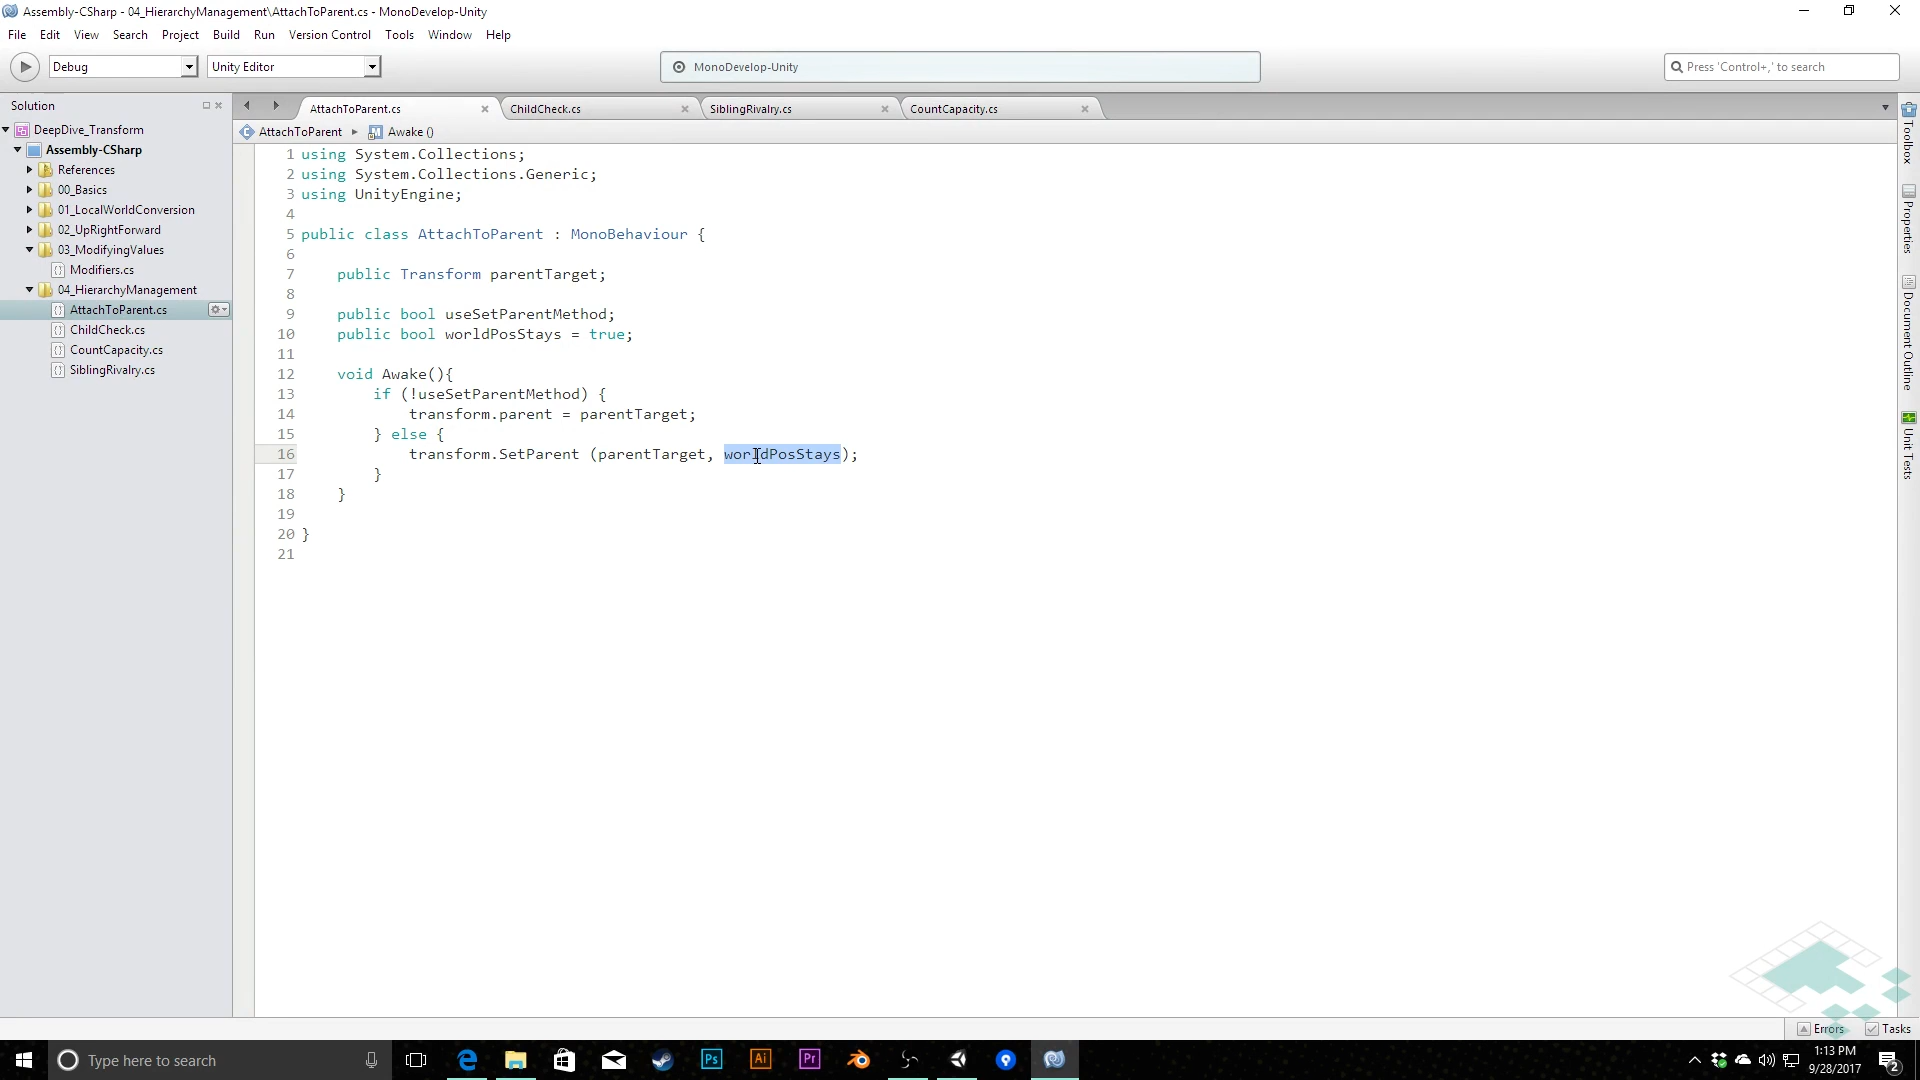 Assembly-CSharp - 04_HierarchyManagement\AttachToParent.cs - MonoDevelop-Unity
File Edit View Search Project Build Run Version Control Tools Window Help
Debug Unity Editor MonoDevelop-Unity Press 'Control+,' to search
Solution
DeepDive_Transform
Assembly-CSharp
References
00_Basics
01_LocalWorldConversion
02_UpRightForward
03_ModifyingValues
Modifiers.cs
04_HierarchyManagement
AttachToParent.cs
ChildCheck.cs
CountCapacity.cs
SiblingRivalry.cs
AttachToParent.cs ChildCheck.cs SiblingRivalry.cs CountCapacity.cs
AttachToParent Awake ()
1 using System.Collections;
2 using System.Collections.Generic;
3 using UnityEngine;
4
5 public class AttachToParent : MonoBehaviour {
6
7 public Transform parentTarget;
8
9 public bool useSetParentMethod;
10 public bool worldPosStays = true;
11
12 void Awake(){
13 if (!useSetParentMethod) {
14 transform.parent = parentTarget;
15 } else {
16 transform.SetParent (parentTarget, worldPosStays);
17 }
18 }
19
20 }
21
Toolbox
Properties
Document Outline
Unit Tests
Errors Tasks
Type here to search
Ps Ai Pr
1:13 PM
9/28/2017
2